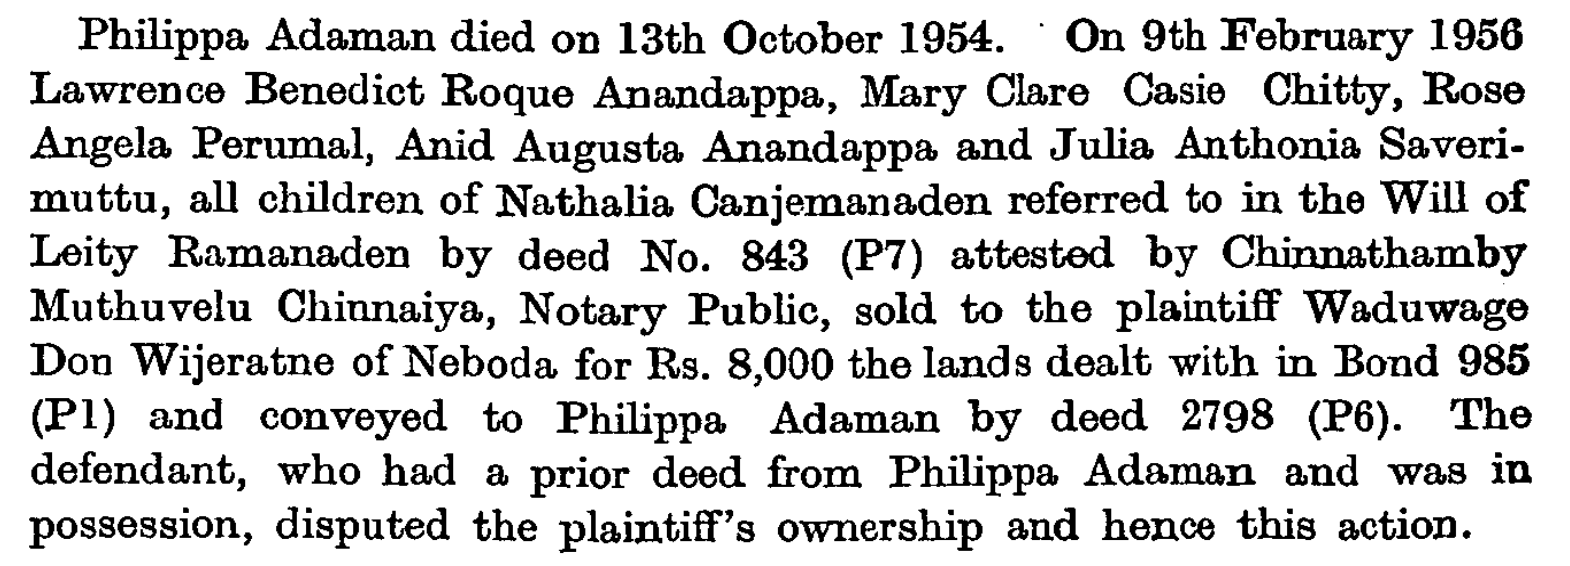 Philippa Adaman died on 13th October 1954. On 9th February 1956
Lawrence Benedict Roque Anandappa, Mary Clare Casie Chitty, Rose
Angela Perumal, Anid Augusta Anandappa and Julia Anthonia Saveri-
muttu, all children of Nathalia Canjemanaden referred to in the Will of
Leity Ramanaden by deed No. 843 (P7) attested by Chinnathamby
Muthuvelu Chinnaiya, Notary Public, sold to the plaintiff Waduwage
Don Wijeratne of Neboda for Rs. 8,000 the lands dealt with in Bond 985
(P1) and conveyed to Philippa Adaman by deed 2798 (P6). The
defendant, who had a prior deed from Philippa Adaman and was in
possession, disputed the plaintiff's ownership and hence this action.